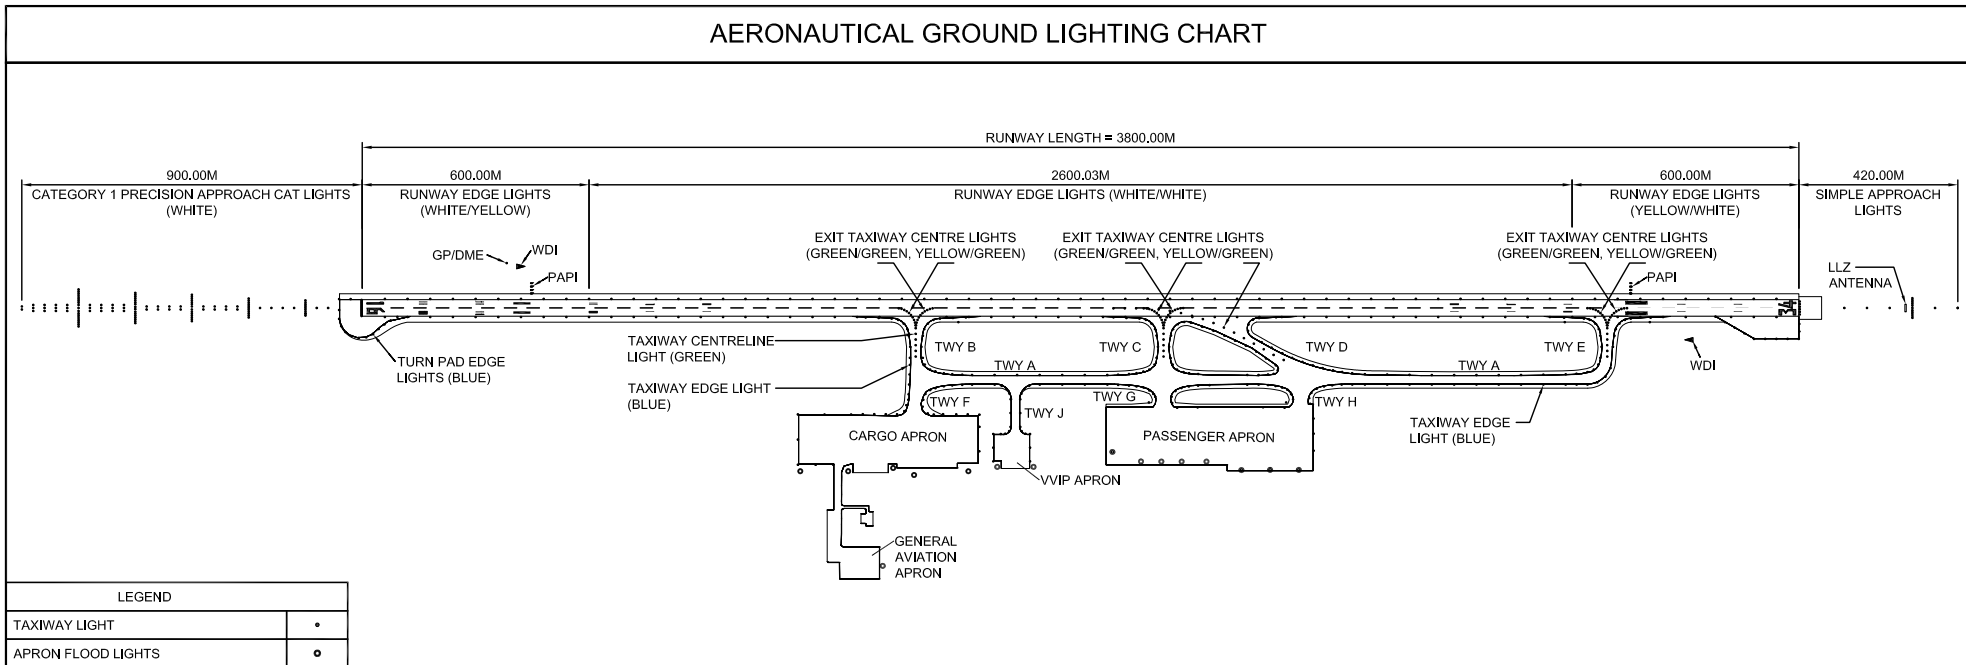 AERONAUTICAL GROUND LIGHTING CHART
RUNWAY LENGTH = 3800.00M
900.00M
CATEGORY 1 PRECISION APPROACH CAT LIGHTS
(WHITE)
600.00M
RUNWAY EDGE LIGHTS
(WHITE/YELLOW)
2600.03M
RUNWAY EDGE LIGHTS (WHITE/WHITE)
600.00M
RUNWAY EDGE LIGHTS
(YELLOW/WHITE)
420.00M
SIMPLE APPROACH
LIGHTS
GP/DME
WDI
PAPI
EXIT TAXIWAY CENTRE LIGHTS
(GREEN/GREEN, YELLOW/GREEN)
EXIT TAXIWAY CENTRE LIGHTS
(GREEN/GREEN, YELLOW/GREEN)
EXIT TAXIWAY CENTRE LIGHTS
(GREEN/GREEN, YELLOW/GREEN)
PAPI
LLZ
ANTENNA
34
TURN PAD EDGE
LIGHTS (BLUE)
TAXIWAY CENTRELINE
LIGHT (GREEN)
TAXIWAY EDGE LIGHT
(BLUE)
TWY B
TWY A
TWY C
TWY D
TWY A
TWY E
WDI
TWY F
TWY J
TWY G
TWY H
TAXIWAY EDGE
LIGHT (BLUE)
CARGO APRON
PASSENGER APRON
VVIP APRON
GENERAL
AVIATION
APRON
LEGEND
TAXIWAY LIGHT
APRON FLOOD LIGHTS